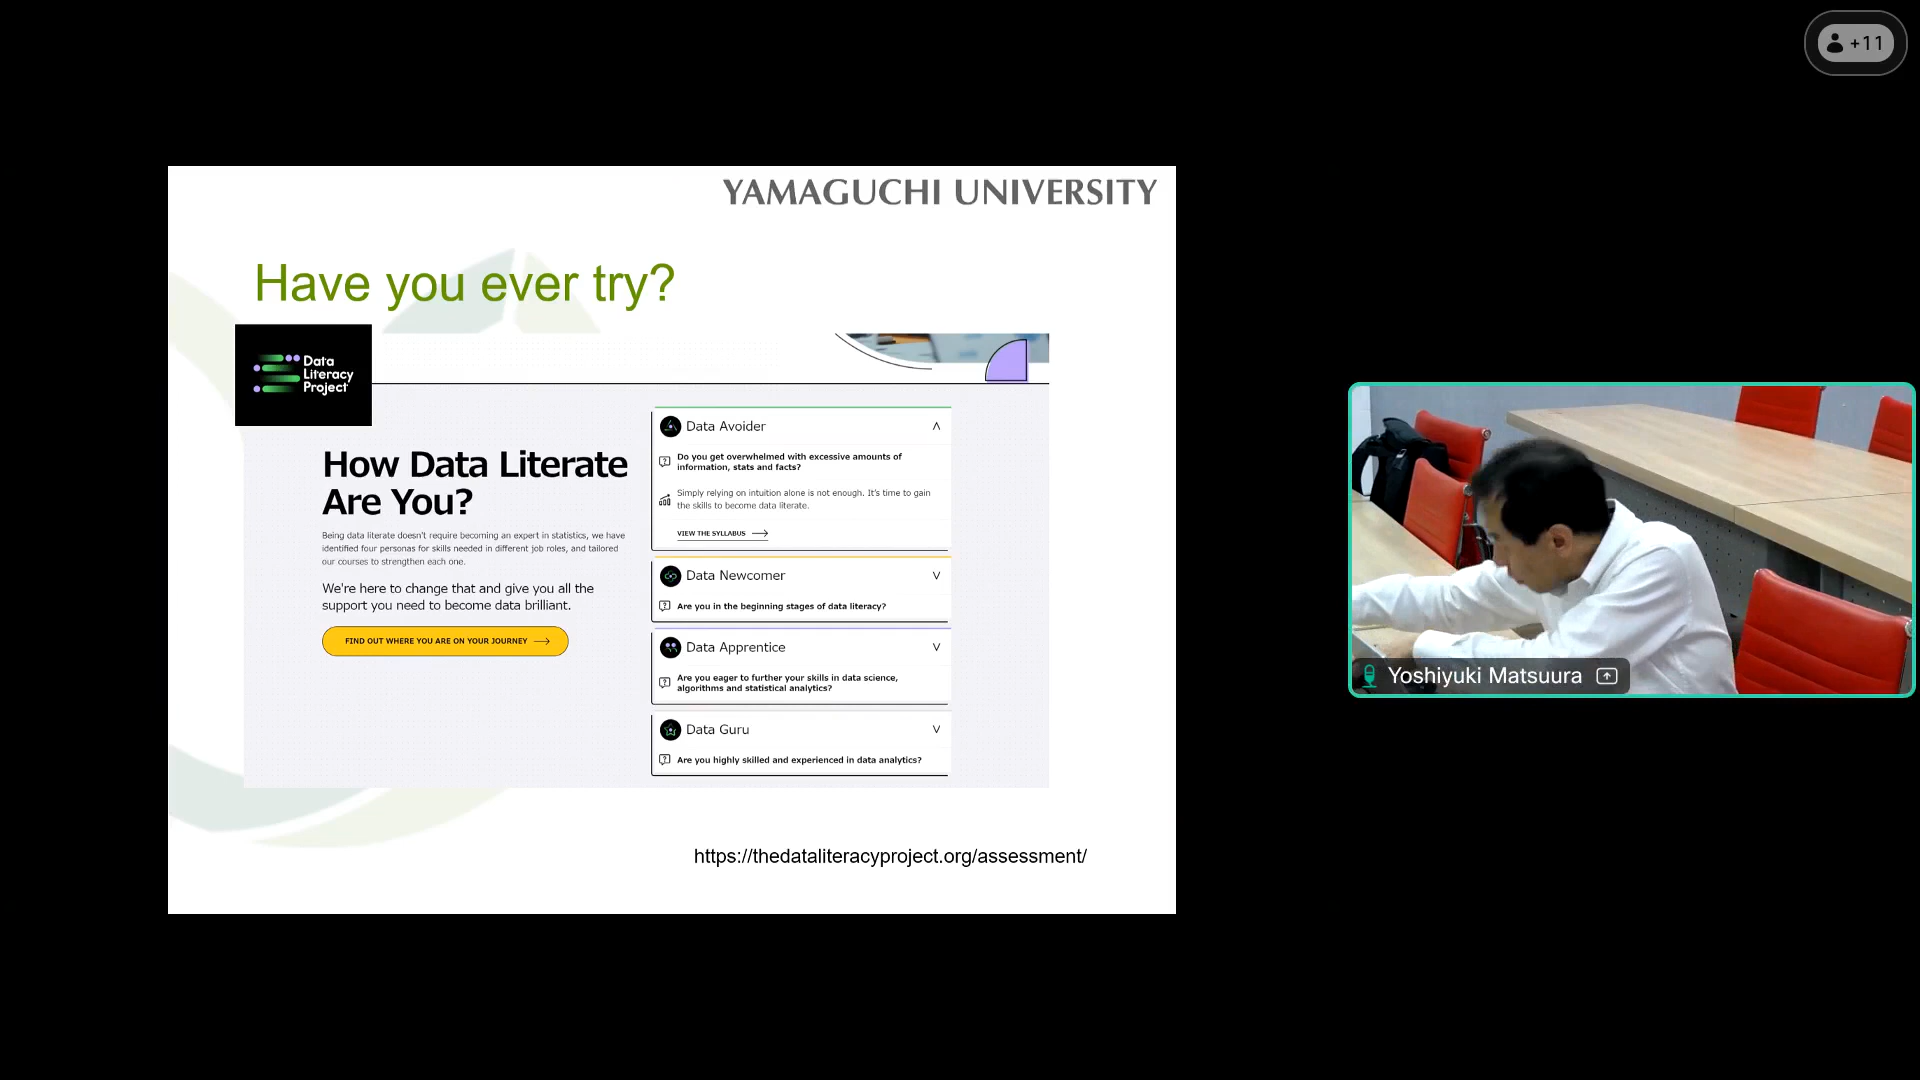 +11
YAMAGUCHI UNIVERSITY
Have you ever try?
Data
Literacy
Project
How Data Literate
Are You?
Being data literate doesn't require becoming an expert in statistics, we have
identified four personas for skills needed in different job roles, and tailored
our courses to strengthen each one.
We're here to change that and give you all the
support you need to become data brilliant.
FIND OUT WHERE YOU ARE ON YOUR JOURNEY
Data Avoider
Do you get overwhelmed with excessive amounts of
information, stats and facts?
Simply relying on intuition alone is not enough. It's time to gain
the skills to become data literate.
VIEW THE SYLLABUS
Data Newcomer
Are you in the beginning stages of data literacy?
Data Apprentice
Are you eager to further your skills in data science,
algorithms and statistical analytics?
Data Guru
Are you highly skilled and experienced in data analytics?
https://thedataliteracyproject.org/assessment/
Yoshiyuki Matsuura